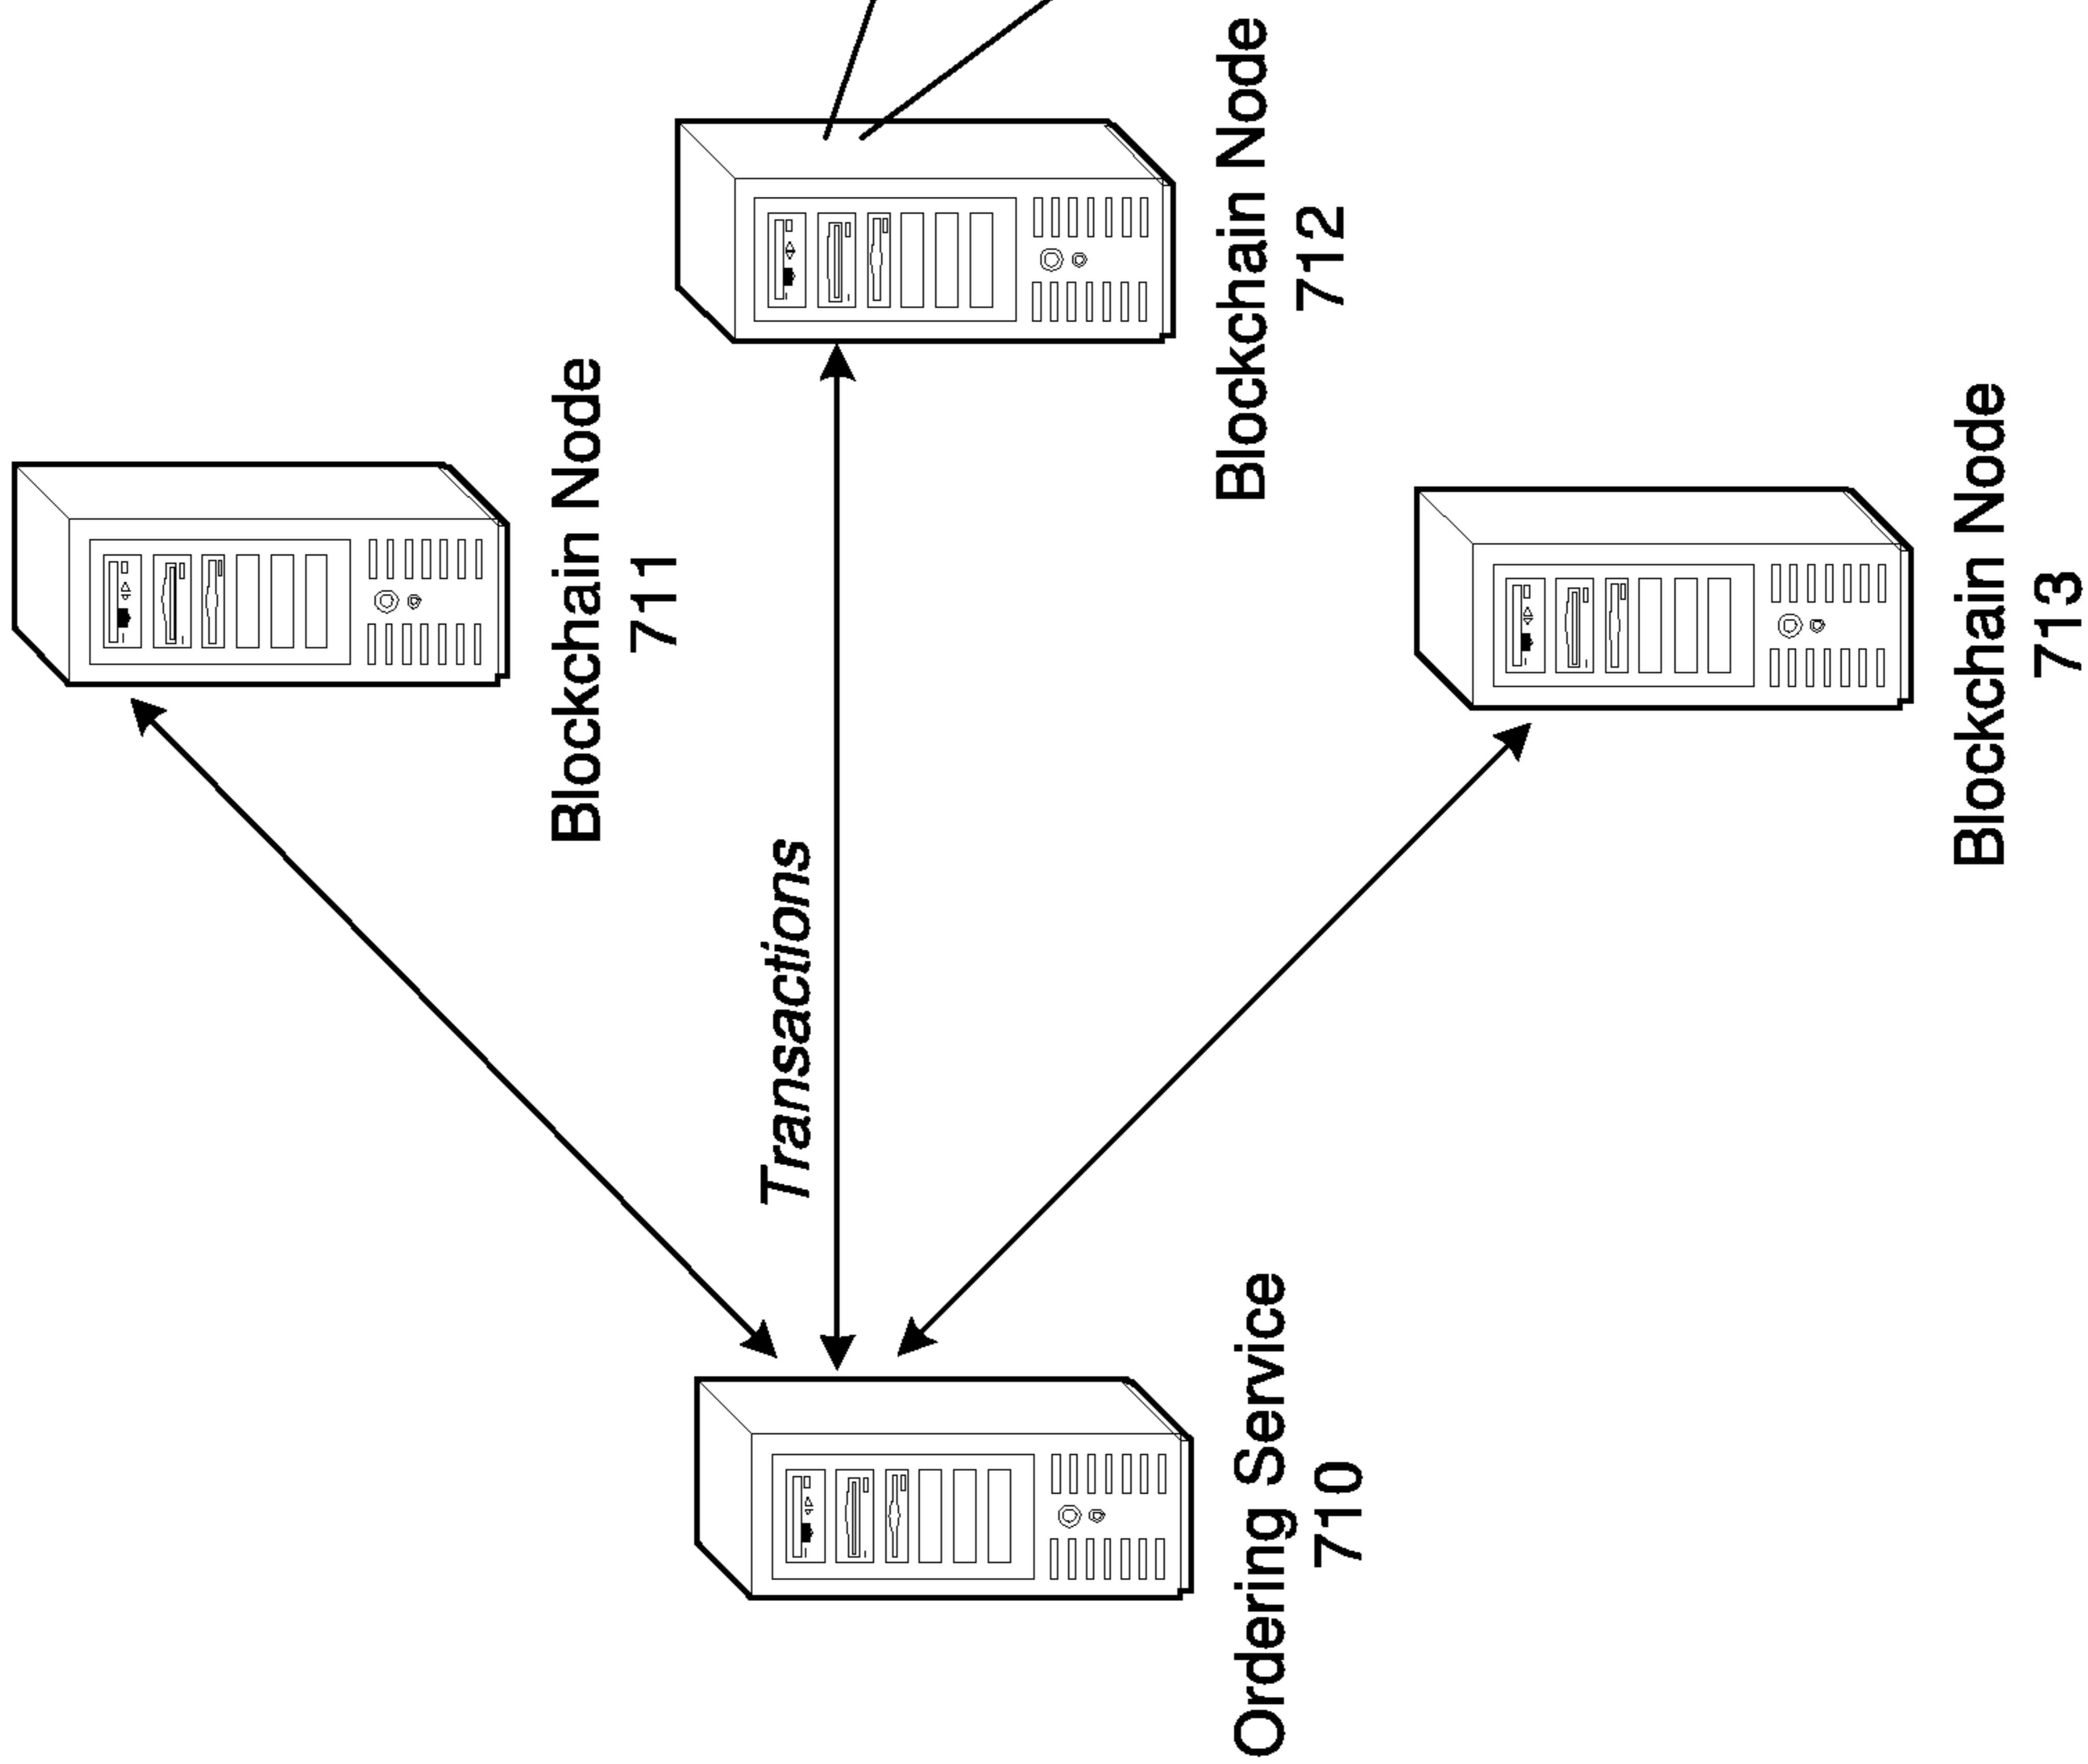 Blockchain Node
711
Transactions
Blockchain Node
712
Ordering Service
710
Blockchain Node
713